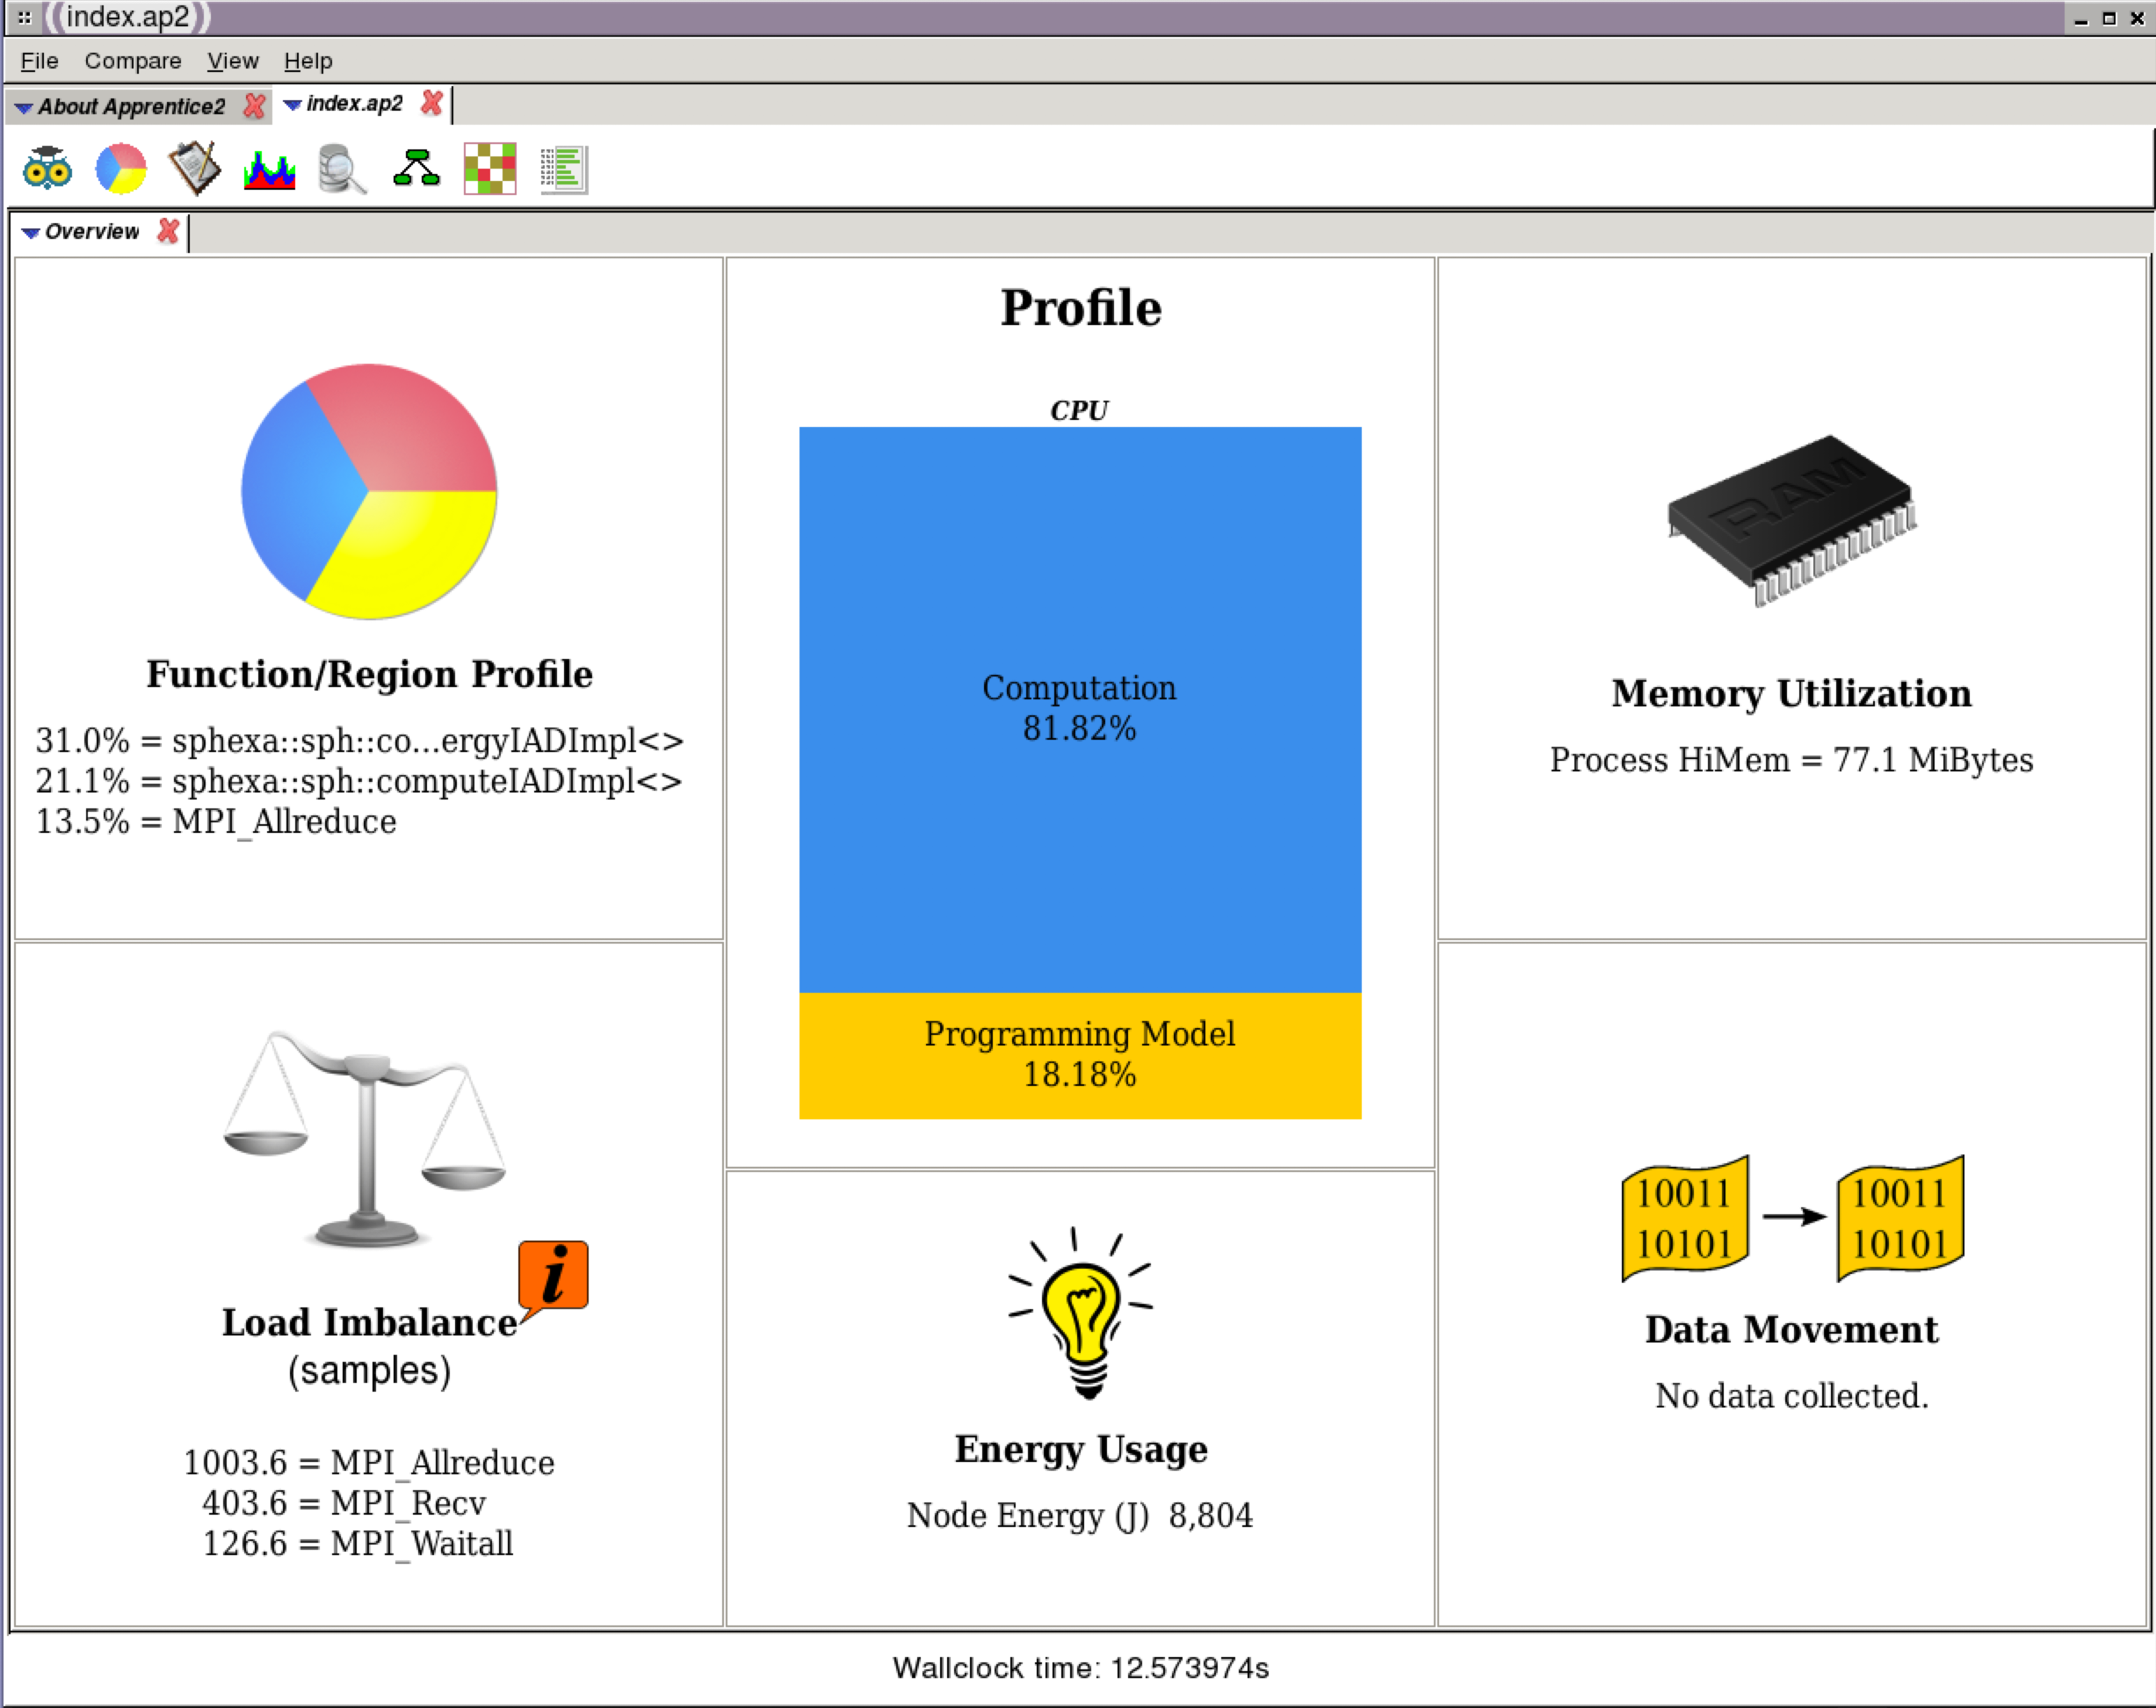 index.ap2
File Compare View Help
About Apprentice2 index.ap2
Overview
Function/Region Profile
31.0% = sphexa::sph::co...ergyIADImpl<>
21.1% = sphexa::sph::computeIADImpl<>
13.5% = MPI_Allreduce
Load Imbalance
i
(samples)
1003.6 = MPI_Allreduce
403.6 = MPI_Recv
126.6 = MPI_Waitall
Profile
CPU
Computation
81.82%
Programming Model
18.18%
Energy Usage
Node Energy (J) 8,804
RAM
Memory Utilization
Process HiMem = 77.1 MiBytes
10011 10011
10101 10101
Data Movement
No data collected.
Wallclock time: 12.573974s